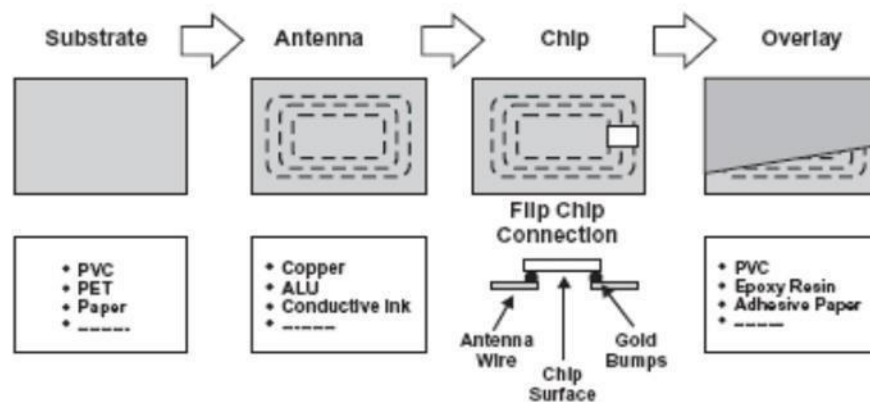 Substrate
Antenna
Chip
Overlay
Flip Chip
Connection
PVC
PET
Paper
Copper
ALU
Conductive Ink
Antenna
Wire
Chip
Surface
Gold
Bumps
PVC
Epoxy Resin
Adhesive Paper